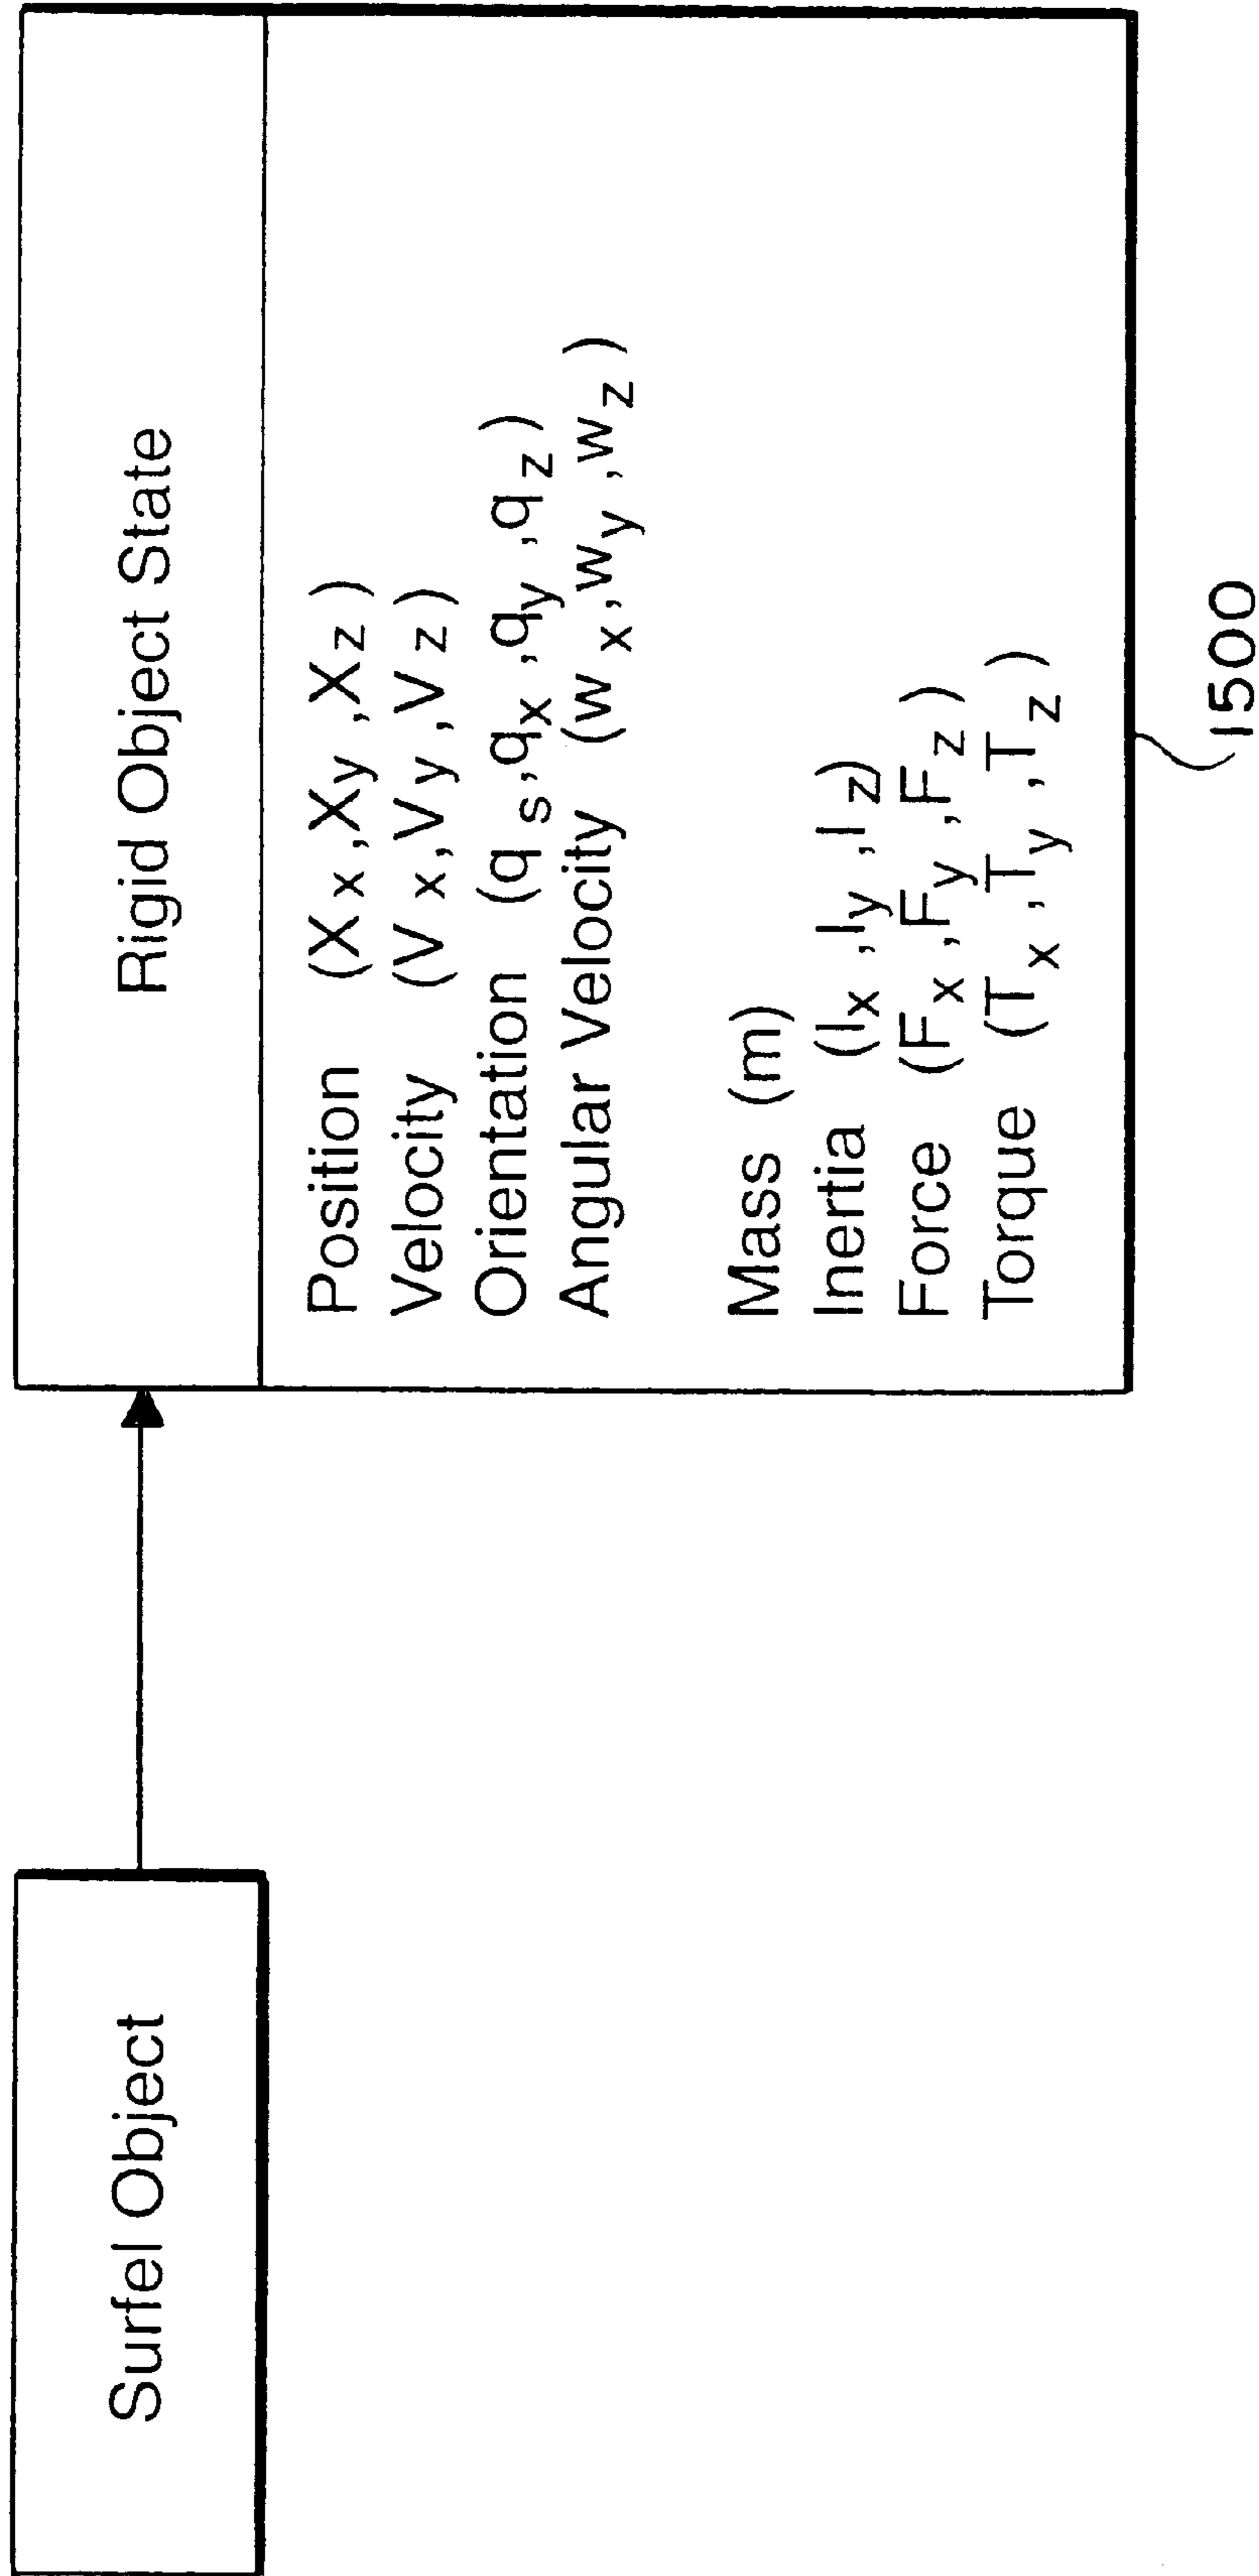 Surfel Object
Rigid Object State
Position (Xx,Xy,Xz)
Velocity (Vx,Vy,Vz)
Orientation (qs,qx,qy,qz)
Angular Velocity (wx,wy,wz)
Mass (m)
Inertia (Ix,Iy,Iz)
Force (Fx,Fy,Fz)
Torque (Tx,Ty,Tz)
1500